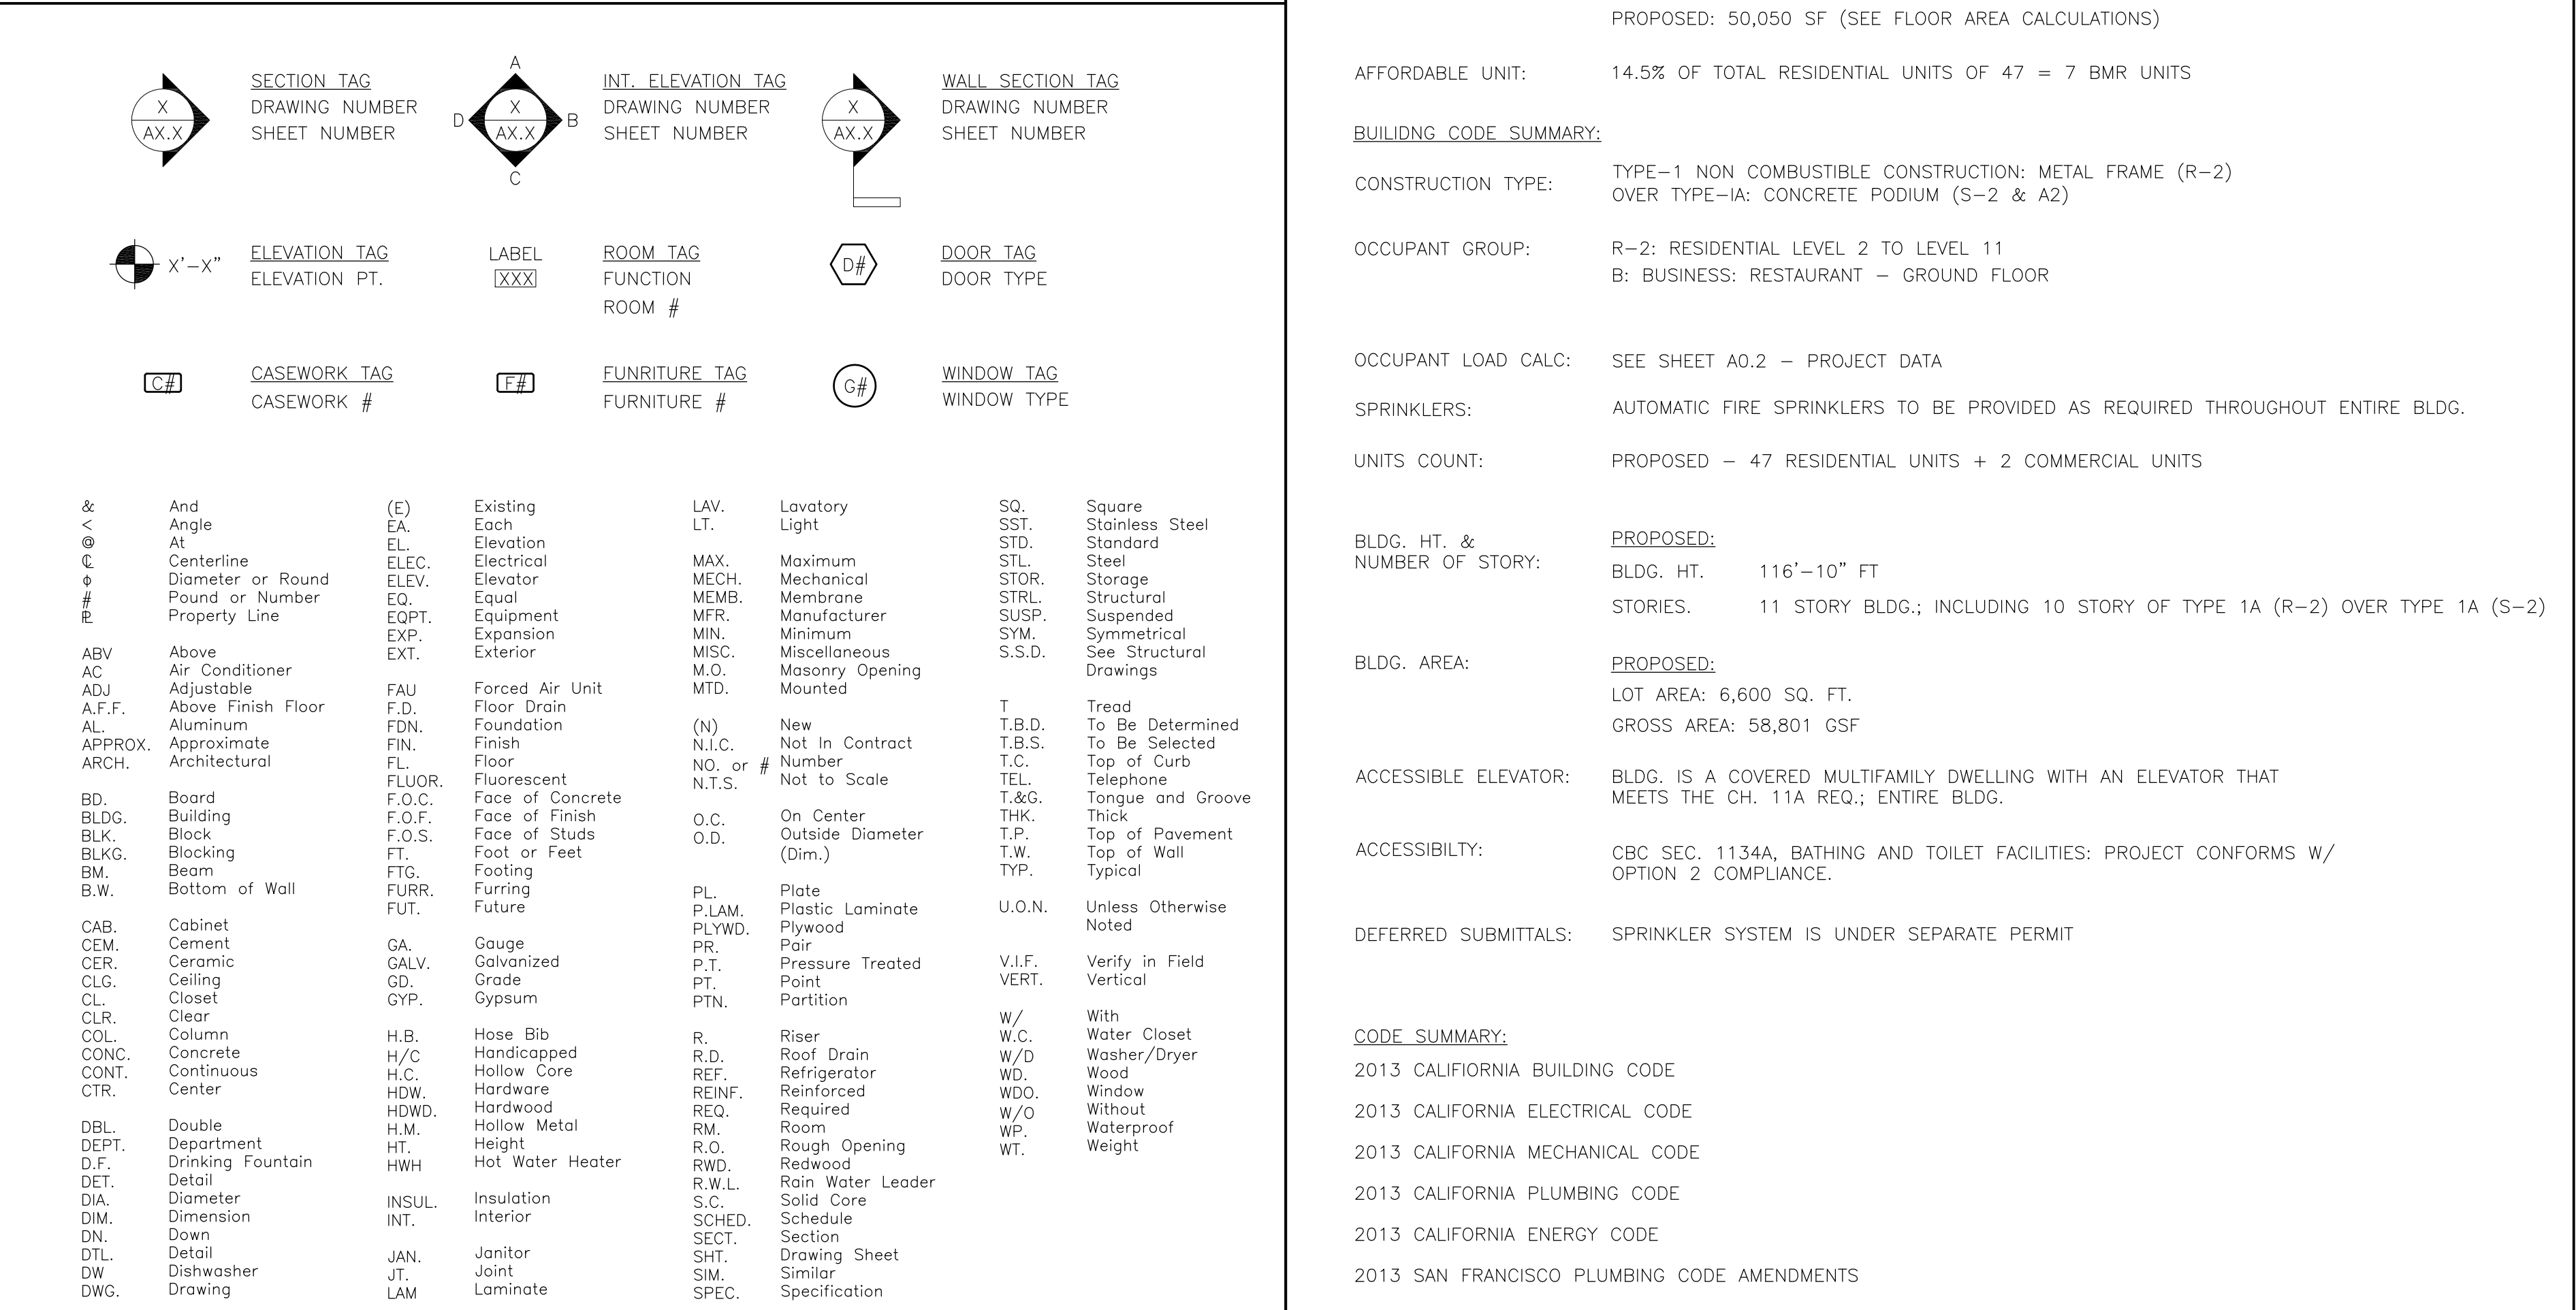 A
X
AX.X
SECTION TAG
DRAWING NUMBER
SHEET NUMBER
D
X
AX.X
B
C
INT. ELEVATION TAG
DRAWING NUMBER
SHEET NUMBER
X
AX.X
WALL SECTION TAG
DRAWING NUMBER
SHEET NUMBER
X'-X"
ELEVATION TAG
ELEVATION PT.
LABEL
XXX
ROOM TAG
FUNCTION
ROOM #
D#
DOOR TAG
DOOR TYPE
C#
CASEWORK TAG
CASEWORK #
F#
FUNRITURE TAG
FURNITURE #
G#
WINDOW TAG
WINDOW TYPE
& And
< Angle
@ At
℄ Centerline
ϕ Diameter or Round
# Pound or Number
⅊ Property Line
ABV Above
AC Air Conditioner
ADJ Adjustable
A.F.F. Above Finish Floor
AL. Aluminum
APPROX. Approximate
ARCH. Architectural
BD. Board
BLDG. Building
BLK. Block
BLKG. Blocking
BM. Beam
B.W. Bottom of Wall
CAB. Cabinet
CEM. Cement
CER. Ceramic
CLG. Ceiling
CL. Closet
CLR. Clear
COL. Column
CONC. Concrete
CONT. Continuous
CTR. Center
DBL. Double
DEPT. Department
D.F. Drinking Fountain
DET. Detail
DIA. Diameter
DIM. Dimension
DN. Down
DTL. Detail
DW Dishwasher
DWG. Drawing
(E) Existing
EA. Each
EL. Elevation
ELEC. Electrical
ELEV. Elevator
EQ. Equal
EQPT. Equipment
EXP. Expansion
EXT. Exterior
FAU Forced Air Unit
F.D. Floor Drain
FDN. Foundation
FIN. Finish
FL. Floor
FLUOR. Fluorescent
F.O.C. Face of Concrete
F.O.F. Face of Finish
F.O.S. Face of Studs
FT. Foot or Feet
FTG. Footing
FURR. Furring
FUT. Future
GA. Gauge
GALV. Galvanized
GD. Grade
GYP. Gypsum
H.B. Hose Bib
H/C Handicapped
H.C. Hollow Core
HDW. Hardware
HDWD. Hardwood
H.M. Hollow Metal
HT. Height
HWH Hot Water Heater
INSUL. Insulation
INT. Interior
JAN. Janitor
JT. Joint
LAM Laminate
LAV. Lavatory
LT. Light
MAX. Maximum
MECH. Mechanical
MEMB. Membrane
MFR. Manufacturer
MIN. Minimum
MISC. Miscellaneous
M.O. Masonry Opening
MTD. Mounted
(N) New
N.I.C. Not In Contract
NO. or # Number
N.T.S. Not to Scale
O.C. On Center
O.D. Outside Diameter
(Dim.)
PL. Plate
P.LAM. Plastic Laminate
PLYWD. Plywood
PR. Pair
P.T. Pressure Treated
PT. Point
PTN. Partition
R. Riser
R.D. Roof Drain
REF. Refrigerator
REINF. Reinforced
REQ. Required
RM. Room
R.O. Rough Opening
RWD. Redwood
R.W.L. Rain Water Leader
S.C. Solid Core
SCHED. Schedule
SECT. Section
SHT. Drawing Sheet
SIM. Similar
SPEC. Specification
SQ. Square
SST. Stainless Steel
STD. Standard
STL. Steel
STOR. Storage
STRL. Structural
SUSP. Suspended
SYM. Symmetrical
S.S.D. See Structural
Drawings
T Tread
T.B.D. To Be Determined
T.B.S. To Be Selected
T.C. Top of Curb
TEL. Telephone
T.&G. Tongue and Groove
THK. Thick
T.P. Top of Pavement
T.W. Top of Wall
TYP. Typical
U.O.N. Unless Otherwise
Noted
V.I.F. Verify in Field
VERT. Vertical
W/ With
W.C. Water Closet
W/D Washer/Dryer
WD. Wood
WDO. Window
W/O Without
WP. Waterproof
WT. Weight
PROPOSED: 50,050 SF (SEE FLOOR AREA CALCULATIONS)
AFFORDABLE UNIT: 14.5% OF TOTAL RESIDENTIAL UNITS OF 47 = 7 BMR UNITS
BUILIDNG CODE SUMMARY:
CONSTRUCTION TYPE: TYPE-1 NON COMBUSTIBLE CONSTRUCTION: METAL FRAME (R-2)
OVER TYPE-IA: CONCRETE PODIUM (S-2 & A2)
OCCUPANT GROUP: R-2: RESIDENTIAL LEVEL 2 TO LEVEL 11
B: BUSINESS: RESTAURANT - GROUND FLOOR
OCCUPANT LOAD CALC: SEE SHEET A0.2 - PROJECT DATA
SPRINKLERS: AUTOMATIC FIRE SPRINKLERS TO BE PROVIDED AS REQUIRED THROUGHOUT ENTIRE BLDG.
UNITS COUNT: PROPOSED - 47 RESIDENTIAL UNITS + 2 COMMERCIAL UNITS
BLDG. HT. &
NUMBER OF STORY:
PROPOSED:
BLDG. HT. 116'-10" FT
STORIES. 11 STORY BLDG.; INCLUDING 10 STORY OF TYPE 1A (R-2) OVER TYPE 1A (S-2)
BLDG. AREA: PROPOSED:
LOT AREA: 6,600 SQ. FT.
GROSS AREA: 58,801 GSF
ACCESSIBLE ELEVATOR: BLDG. IS A COVERED MULTIFAMILY DWELLING WITH AN ELEVATOR THAT
MEETS THE CH. 11A REQ.; ENTIRE BLDG.
ACCESSIBILTY: CBC SEC. 1134A, BATHING AND TOILET FACILITIES: PROJECT CONFORMS W/
OPTION 2 COMPLIANCE.
DEFERRED SUBMITTALS: SPRINKLER SYSTEM IS UNDER SEPARATE PERMIT
CODE SUMMARY:
2013 CALIFIORNIA BUILDING CODE
2013 CALIFORNIA ELECTRICAL CODE
2013 CALIFORNIA MECHANICAL CODE
2013 CALIFORNIA PLUMBING CODE
2013 CALIFORNIA ENERGY CODE
2013 SAN FRANCISCO PLUMBING CODE AMENDMENTS